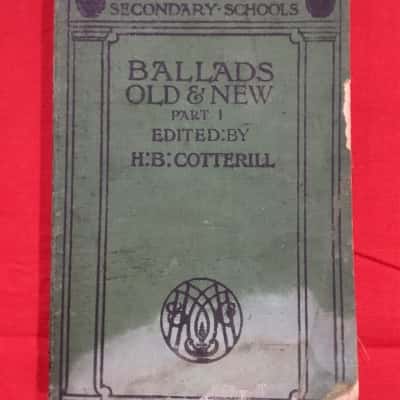 SECONDARY·SCHOOLS
BALLADS
OLD & NEW
PART I
EDITED:BY
H:B:COTTERILL